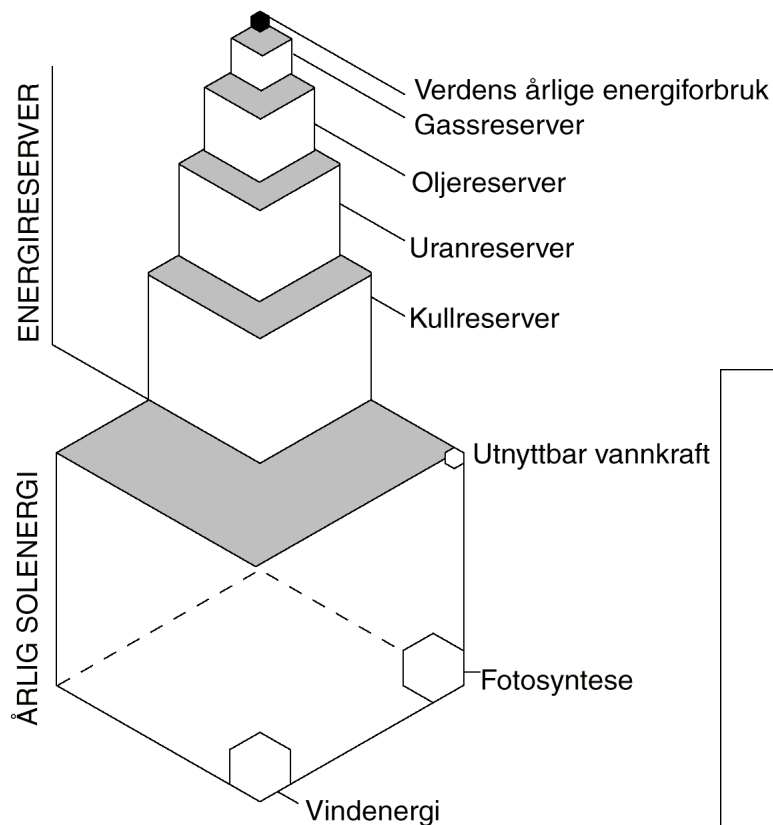 Verdens årlige energiforbruk
Gassreserver
Oljereserver
Uranreserver
Kullreserver
ENERGIRESERVER
Utnyttbar vannkraft
ÅRLIG SOLENERGI
Fotosyntese
Vindenergi